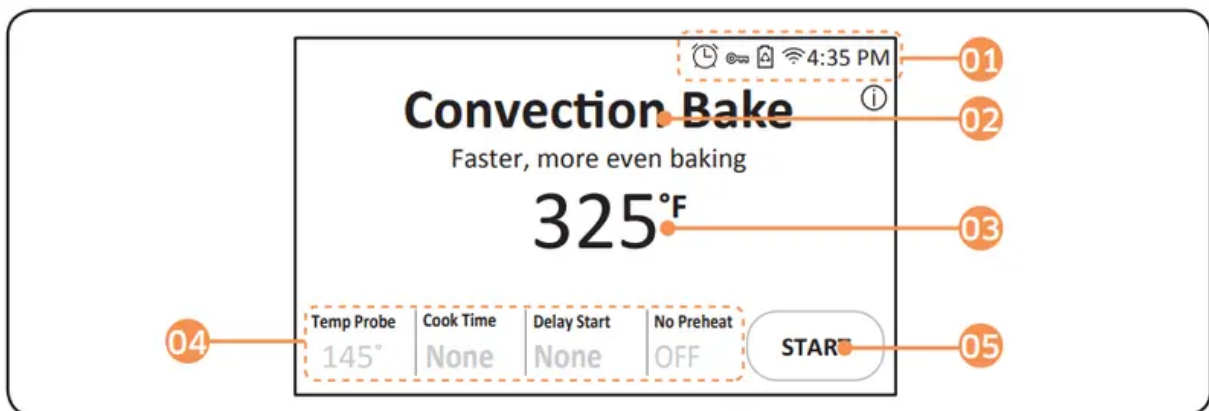 4:35 PM
01
Convection Bake
02
Faster, more even baking
325°F
03
Temp Probe Cook Time Delay Start No Preheat
145° None None OFF
04
START
05